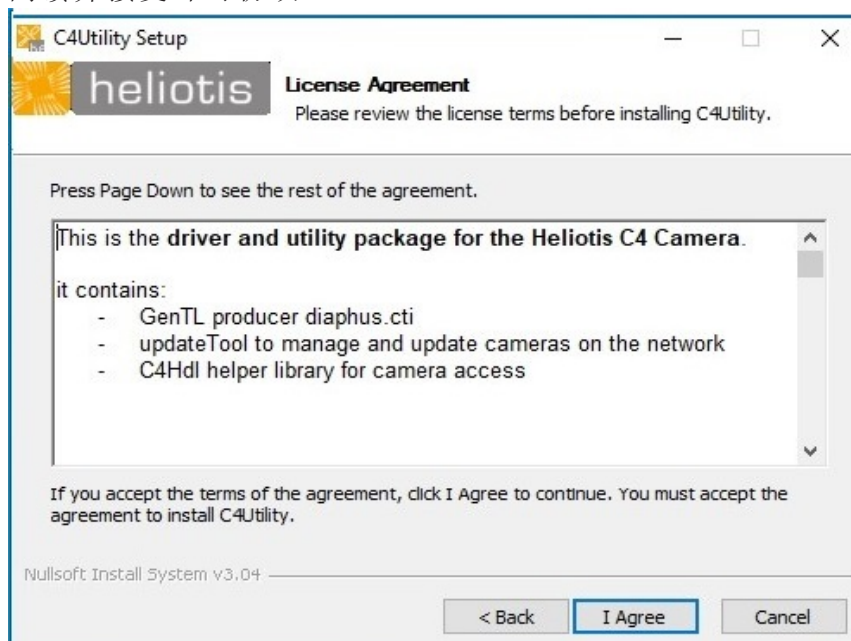 C4Utility Setup
heliotis
License Agreement
Please review the license terms before installing C4Utility.
Press Page Down to see the rest of the agreement.
This is the driver and utility package for the Heliotis C4 Camera.
it contains:
- GenTL producer diaphus.cti
- updateTool to manage and update cameras on the network
- C4Hdl helper library for camera access
If you accept the terms of the agreement, click I Agree to continue. You must accept the
agreement to install C4Utility.
Nullsoft Install System v3.04
< Back
I Agree
Cancel